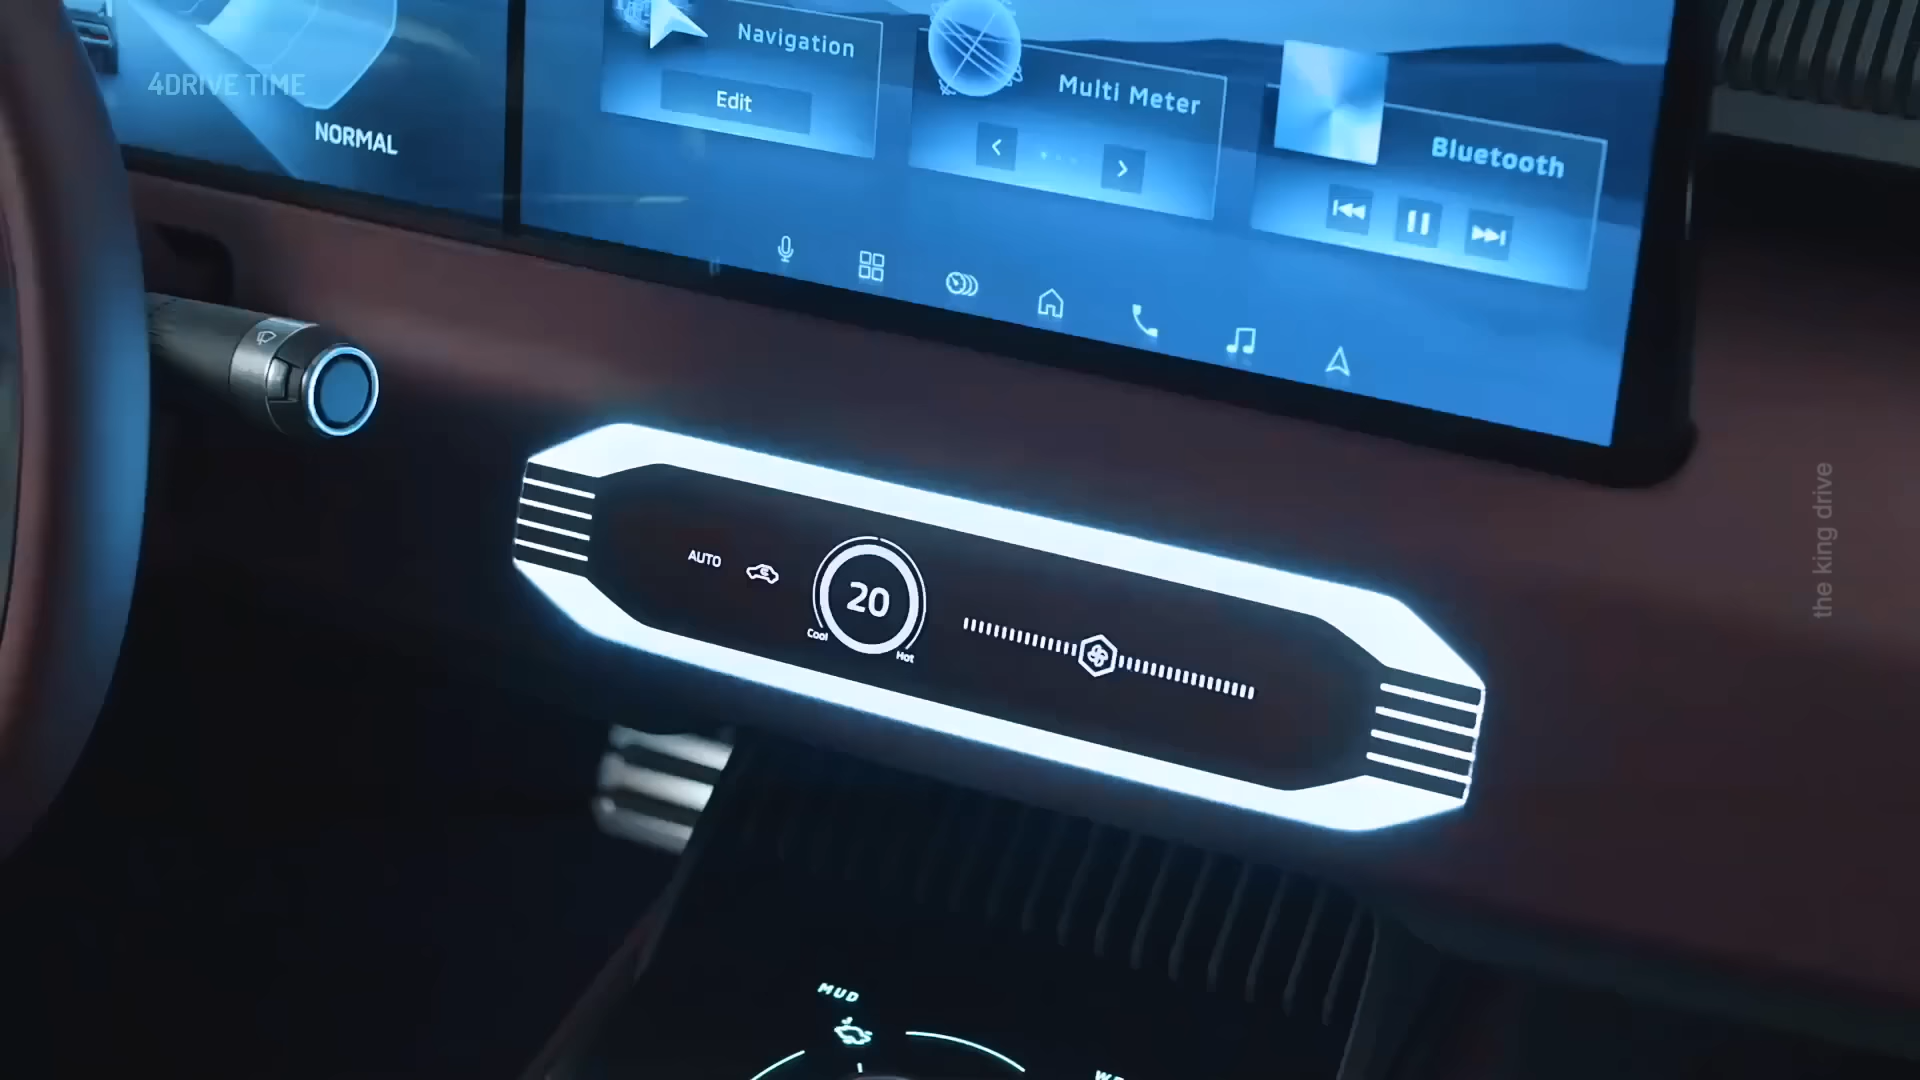 4DRIVE TIME
NORMAL
Navigation
Edit
Multi Meter
Bluetooth
AUTO
20
Cool
Hot
the king drive
MUD